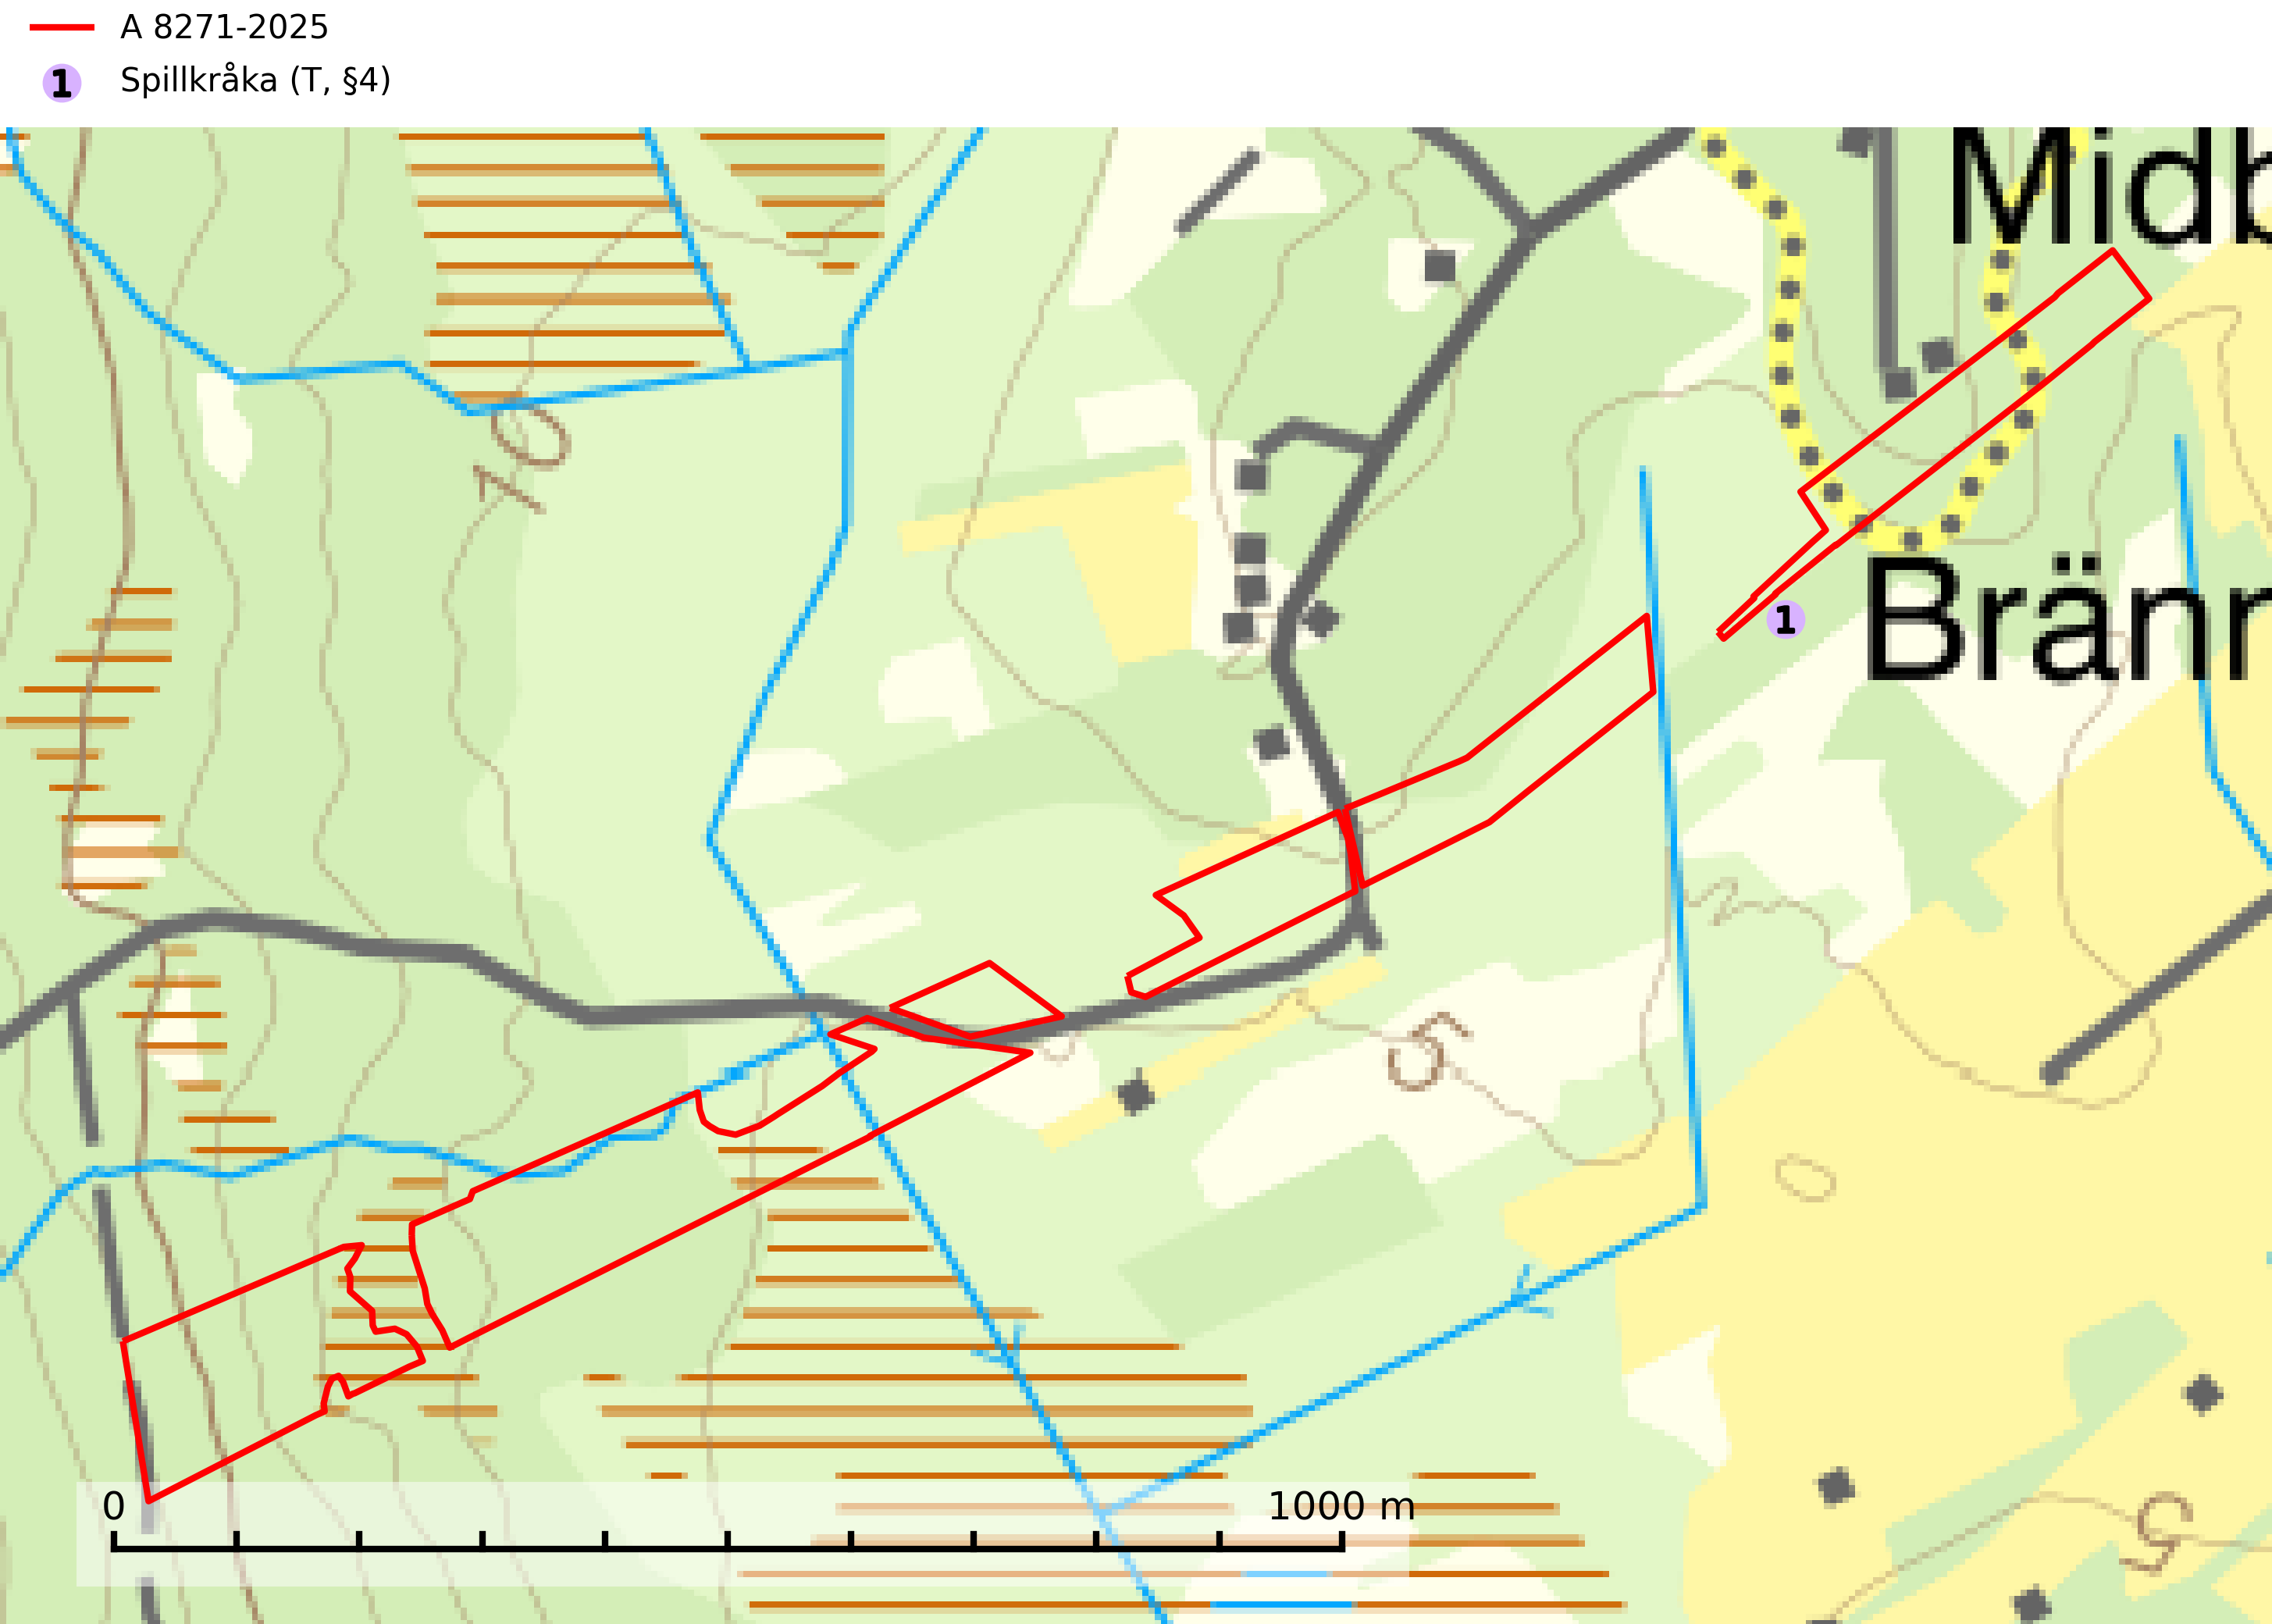 A 8271-2025
1 Spillkråka (T, §4)
Midb
10
1
Bränn
5
5
0 1000 m